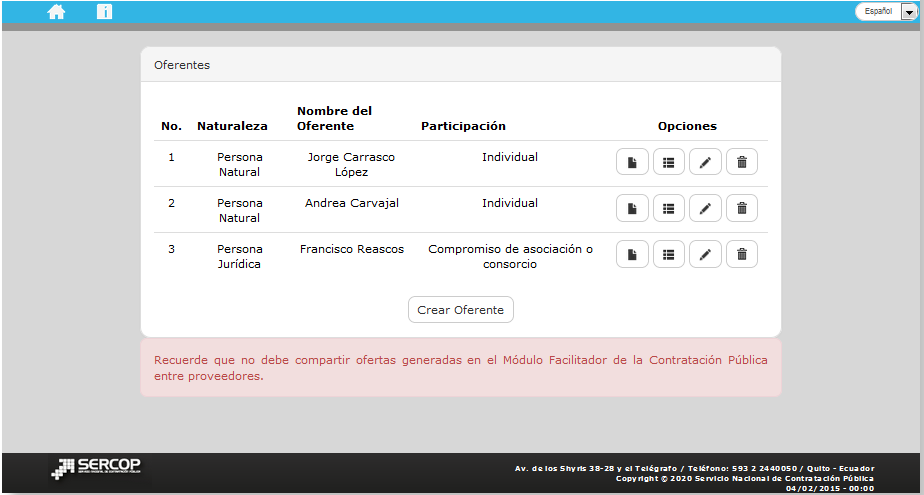 Español
Oferentes
No. Naturaleza Nombre del Oferente Participación Opciones
1 Persona Natural Jorge Carrasco López Individual
2 Persona Natural Andrea Carvajal Individual
3 Persona Jurídica Francisco Reascos Compromiso de asociación o consorcio
Crear Oferente
Recuerde que no debe compartir ofertas generadas en el Módulo Facilitador de la Contratación Pública
entre proveedores.
SERCOP
Av. de los Shyris 38-28 y el Telégrafo / Teléfono: 593 2 2440050 / Quito - Ecuador
Copyright © 2020 Servicio Nacional de Contratación Pública
04/02/2015 - 00:00